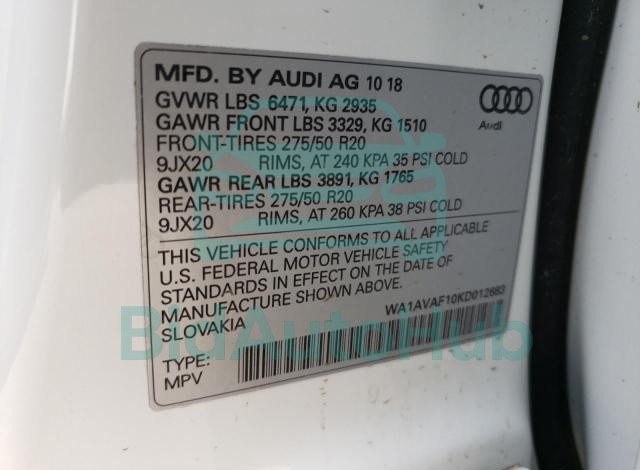 MFD. BY AUDI AG 10 18
GVWR LBS 6471, KG 2935
GAWR FRONT LBS 3329, KG 1510
FRONT-TIRES 275/50 R20
9JX20 RIMS, AT 240 KPA 35 PSI COLD
GAWR REAR LBS 3891, KG 1765
REAR-TIRES 275/50 R20
9JX20 RIMS, AT 260 KPA 38 PSI COLD
Audi
THIS VEHICLE CONFORMS TO ALL APPLICABLE
U.S. FEDERAL MOTOR VEHICLE SAFETY
STANDARDS IN EFFECT ON THE DATE OF
MANUFACTURE SHOWN ABOVE.
SLOVAKIA
WA1AVAF10KD012683
TYPE:
MPV
BidAutoHub